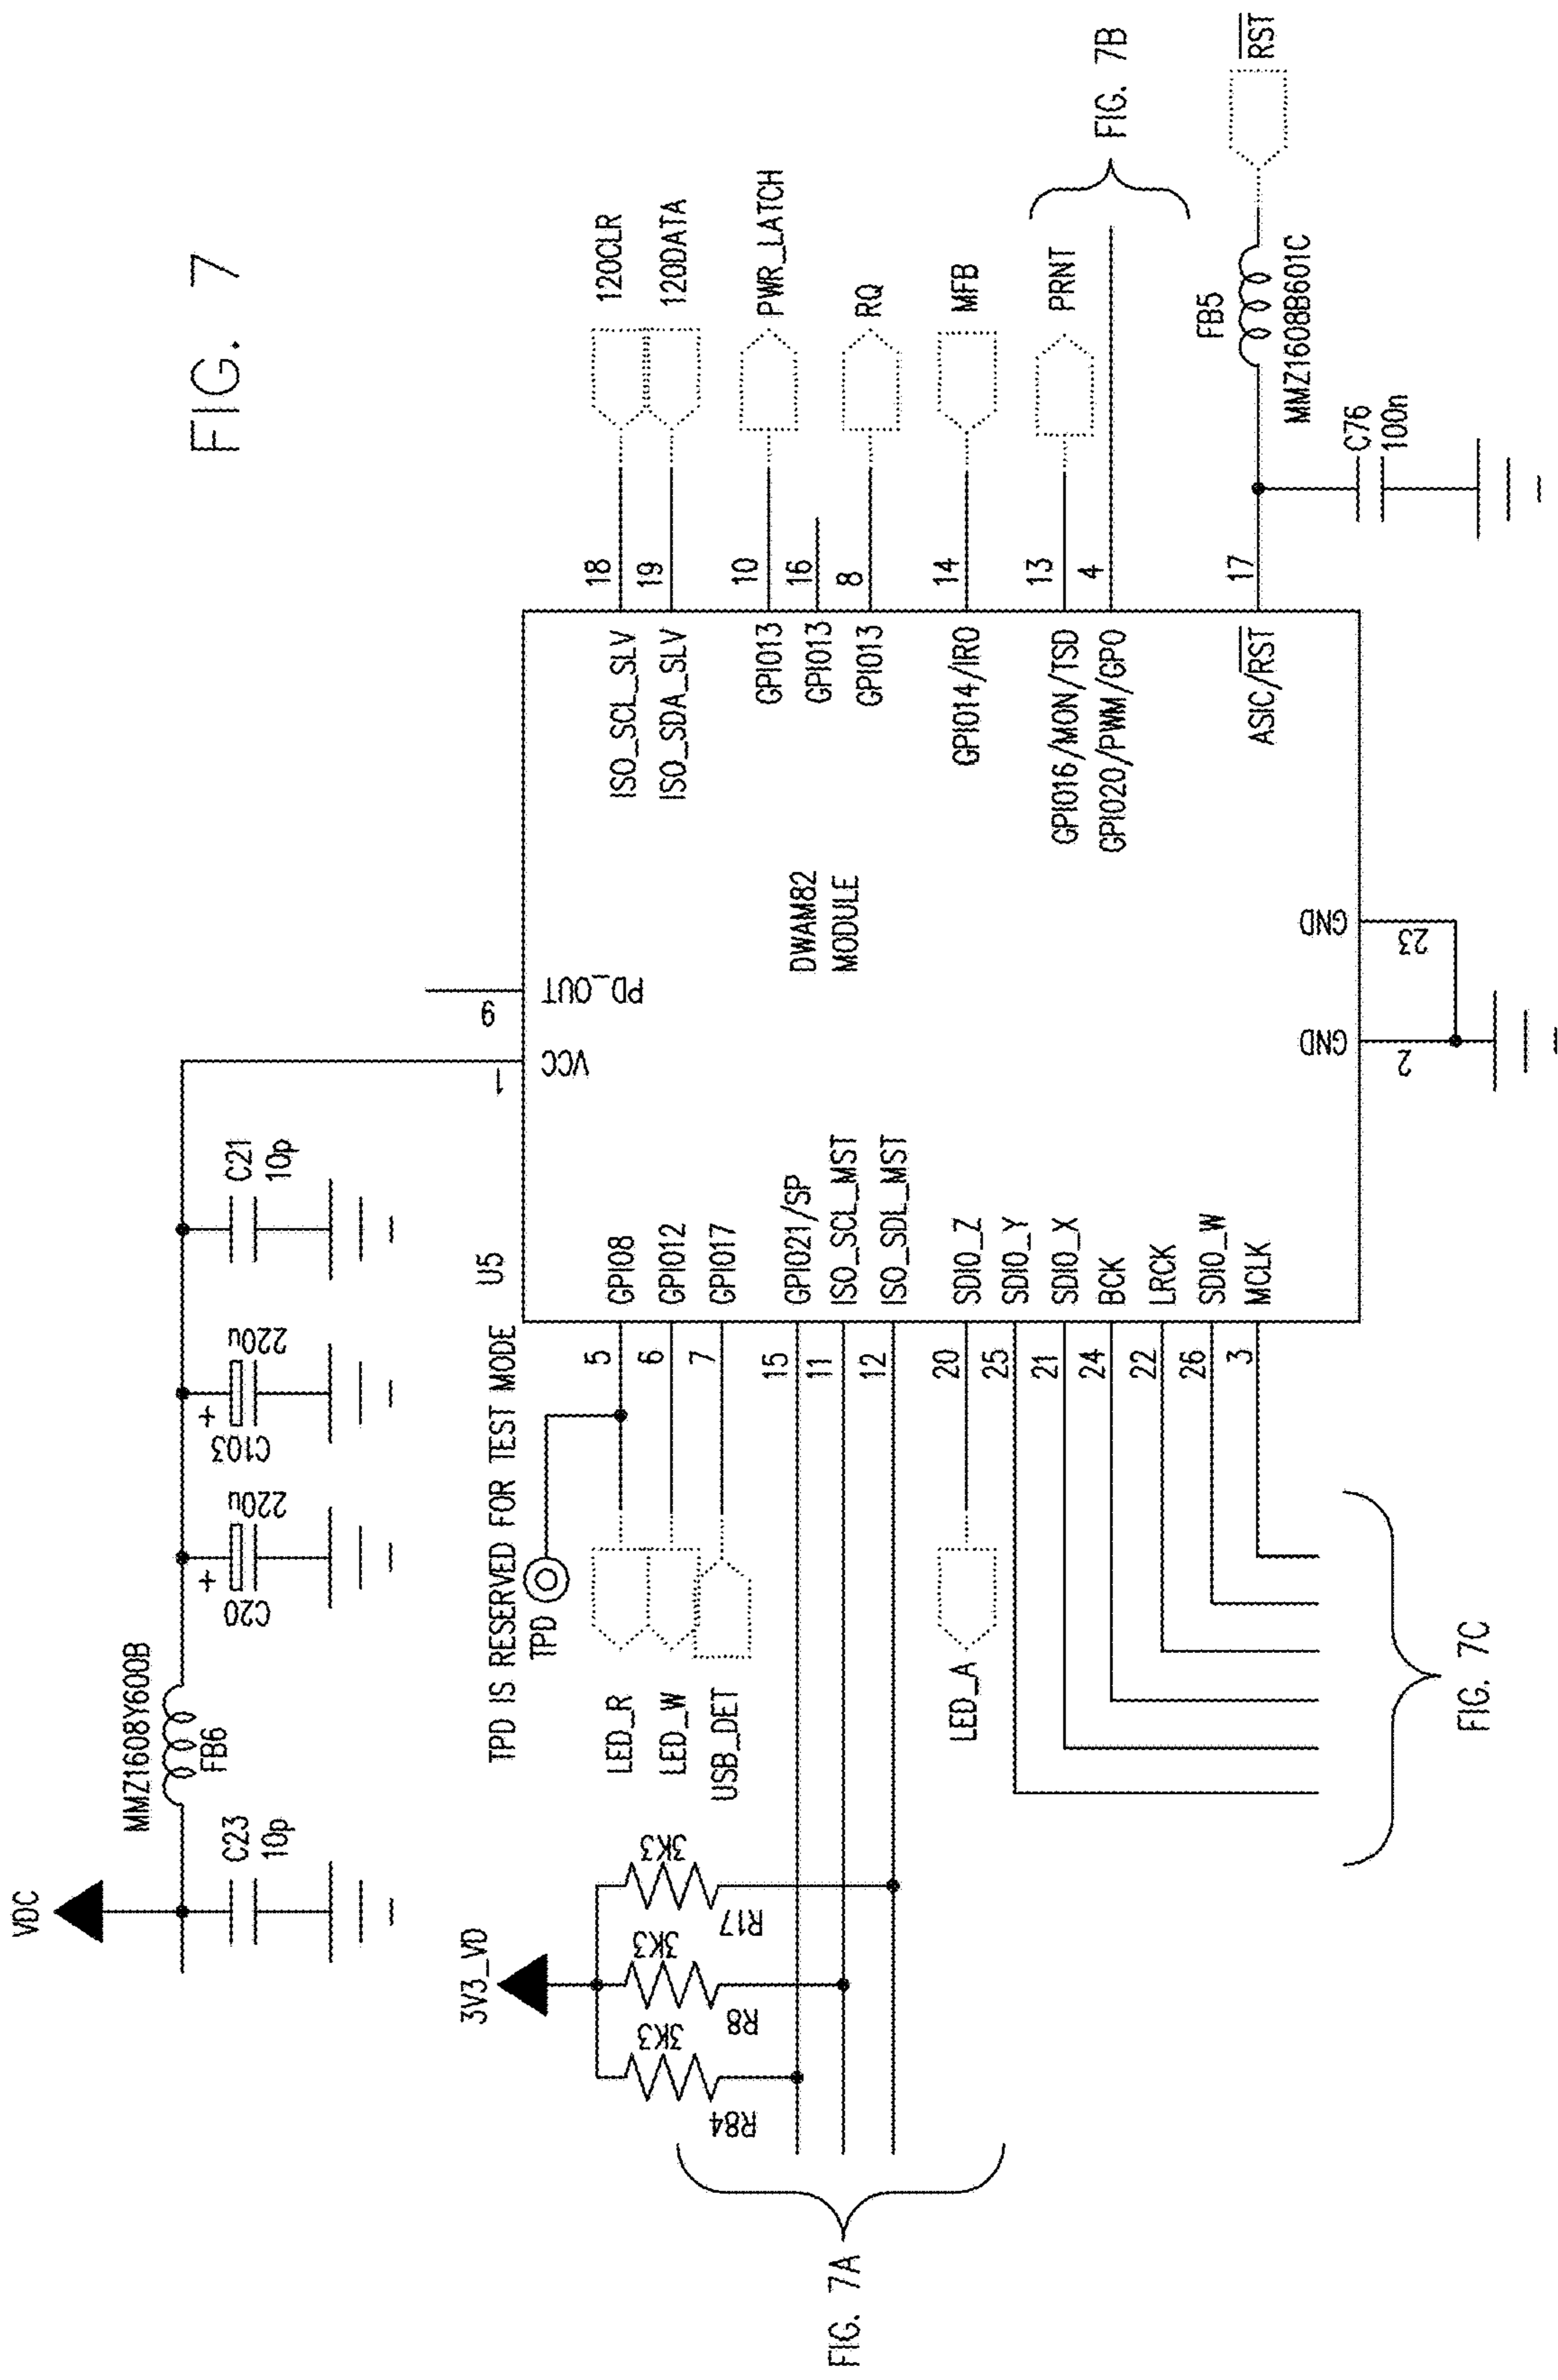 FIG. 7
VDC
C23
10p
MMZ1608Y600B
FB6
+
C20
220u
+
C103
220u
C21
10p
1
VCC
9
PD_OUT
3V3_VD
R84
3K3
R8
3K3
R17
3K3
TPD IS RESERVED FOR TEST MODE
TPD
U5
LED_R
5
GPIO8
LED_W
6
GPIO12
USB_DET
7
GPIO17
15
GPIO21/SP
11
ISO_SCL_MST
12
ISO_SDL_MST
LED_A
20
SDIO_Z
25
SDIO_Y
21
SDIO_X
24
BCK
22
LRCK
26
SDIO_W
3
MCLK
FIG. 7A
FIG. 7C
DWAM82
MODULE
ISO_SCL_SLV
18
120CLR
ISO_SDA_SLV
19
120DATA
GPIO13
10
PWR_LATCH
GPIO13
16
GPIO13
8
RQ
GPIO14/IRO
14
MFB
GPIO16/MON/TSD
13
PRNT
GPIO20/PWM/GPO
4
FIG. 7B
ASIC/RST
17
FB5
MMZ1608B601C
RST
C76
100n
GND
2
GND
23